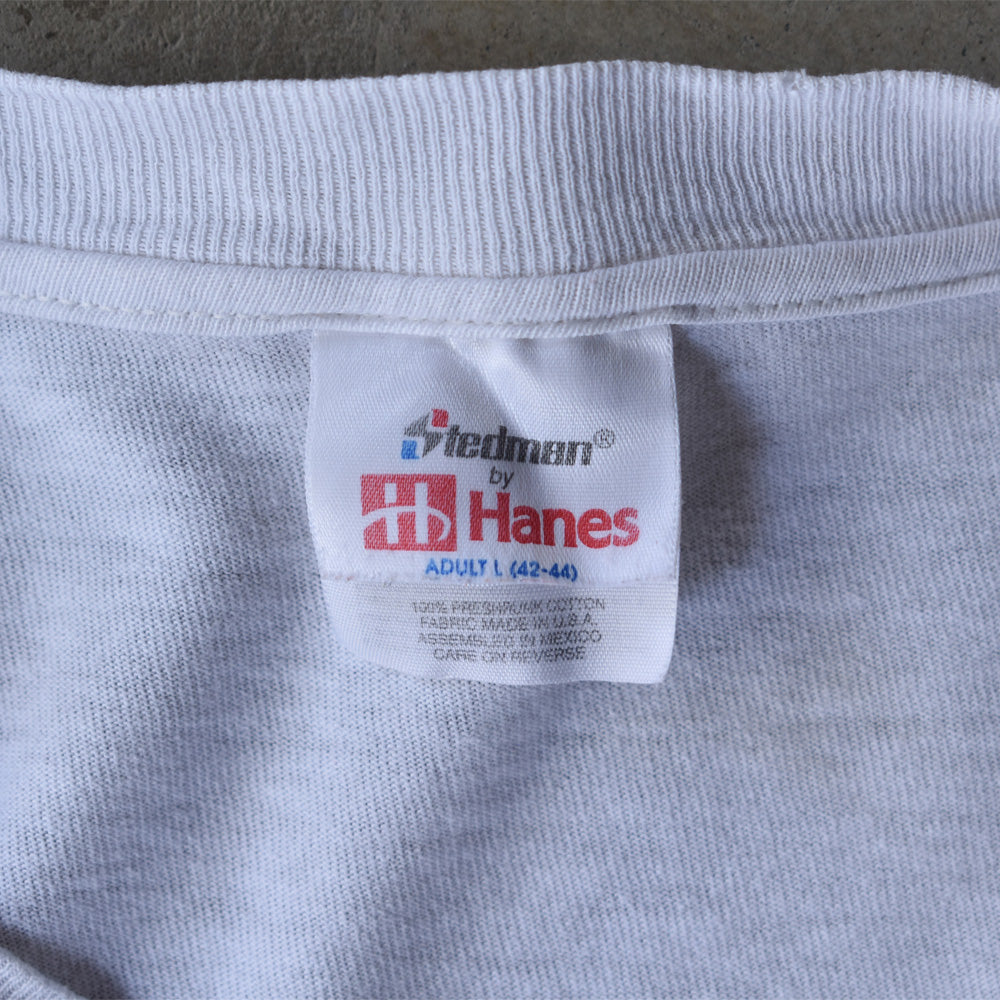 Stedman®
by
Hanes
ADULT L (42-44)
100% PRESHRUNK COTTON
FABRIC MADE IN U.S.A.
ASSEMBLED IN MEXICO
CARE ON REVERSE